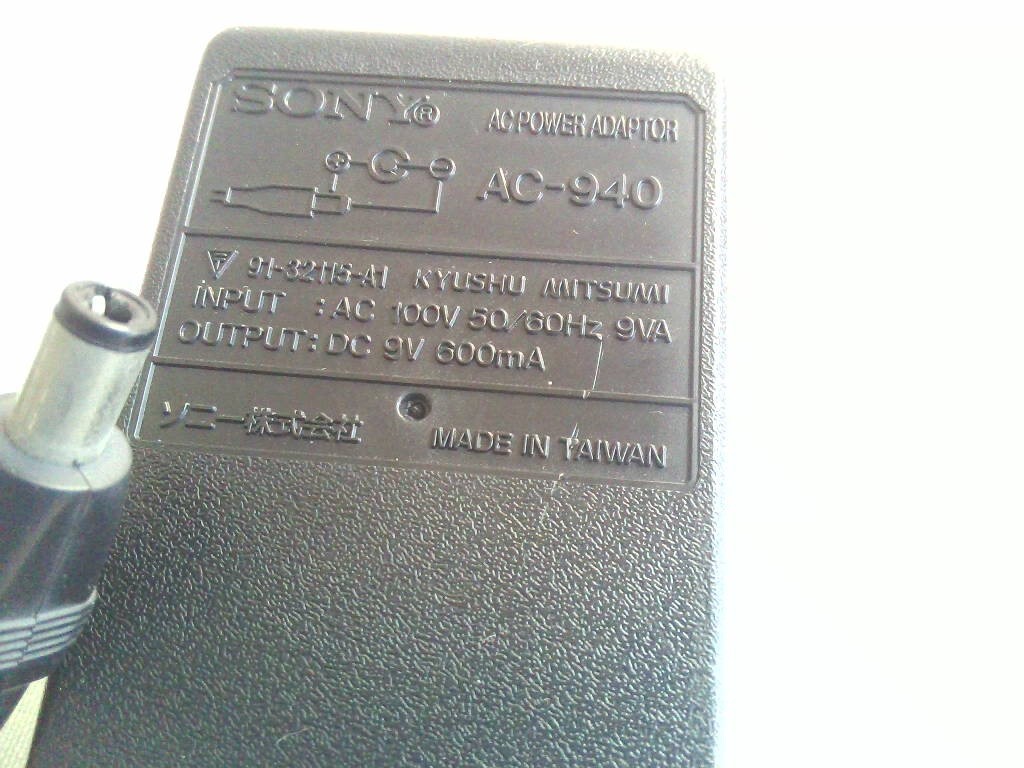 SONY® AC POWER ADAPTOR
AC-940
91-32115-A1 KYUSHU MITSUMI
INPUT : AC 100V 50/60Hz 9VA
OUTPUT : DC 9V 600mA
ソニー株式会社 MADE IN TAIWAN